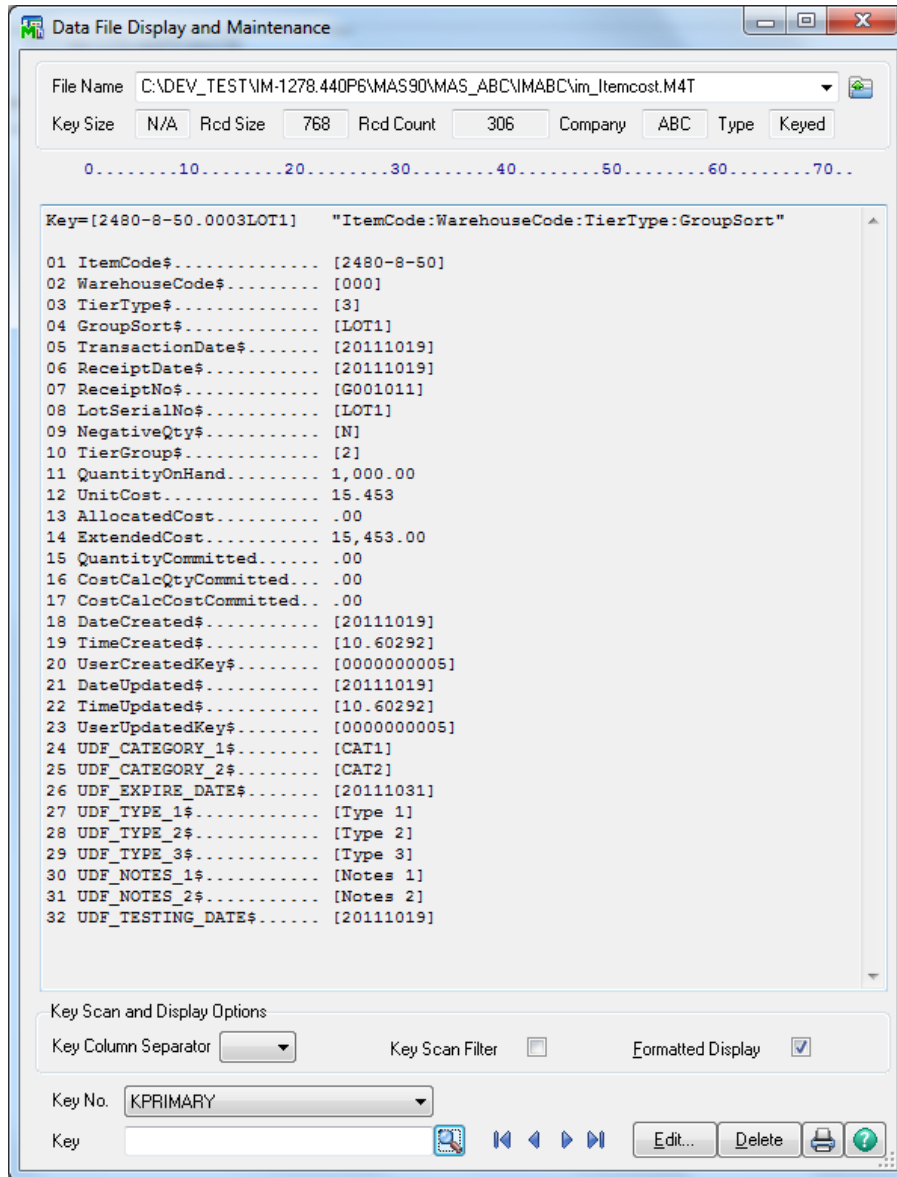 Data File Display and Maintenance
File Name C:\DEV_TEST\IM-1278.440P6\MAS90\MAS_ABC\IMABC\im_Itemcost.M4T
Key Size N/A Rcd Size 768 Rcd Count 306 Company ABC Type Keyed
0........10........20........30........40........50........60........70..
Key=[2480-8-50.0003LOT1] "ItemCode:WarehouseCode:TierType:GroupSort"
01 ItemCode$.............. [2480-8-50]
02 WarehouseCode$......... [000]
03 TierType$.............. [3]
04 GroupSort$............. [LOT1]
05 TransactionDate$....... [20111019]
06 ReceiptDate$........... [20111019]
07 ReceiptNo$............. [G001011]
08 LotSerialNo$........... [LOT1]
09 NegativeQty$........... [N]
10 TierGroup$............. [2]
11 QuantityOnHand......... 1,000.00
12 UnitCost............... 15.453
13 AllocatedCost.......... .00
14 ExtendedCost........... 15,453.00
15 QuantityCommitted...... .00
16 CostCalcQtyCommitted... .00
17 CostCalcCostCommitted.. .00
18 DateCreated$........... [20111019]
19 TimeCreated$........... [10.60292]
20 UserCreatedKey$........ [0000000005]
21 DateUpdated$........... [20111019]
22 TimeUpdated$........... [10.60292]
23 UserUpdatedKey$........ [0000000005]
24 UDF_CATEGORY_1$........ [CAT1]
25 UDF_CATEGORY_2$........ [CAT2]
26 UDF_EXPIRE_DATE$....... [20111031]
27 UDF_TYPE_1$............ [Type 1]
28 UDF_TYPE_2$............ [Type 2]
29 UDF_TYPE_3$............ [Type 3]
30 UDF_NOTES_1$........... [Notes 1]
31 UDF_NOTES_2$........... [Notes 2]
32 UDF_TESTING_DATE$...... [20111019]
Key Scan and Display Options
Key Column Separator Key Scan Filter Formatted Display
Key No. KPRIMARY
Key Edit... Delete